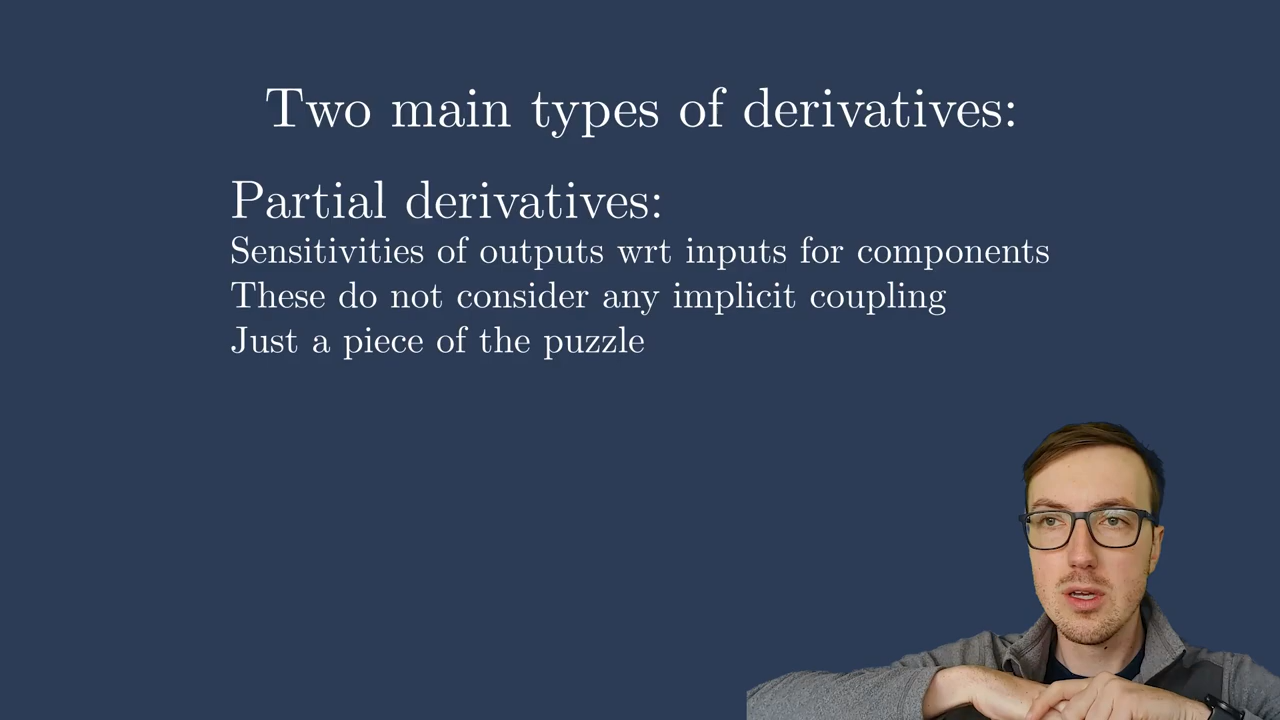 Two main types of derivatives:
Partial derivatives:
Sensitivities of outputs wrt inputs for components
These do not consider any implicit coupling
Just a piece of the puzzle